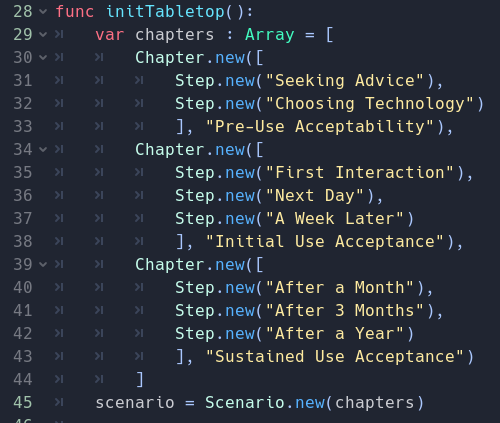 28 func initTabletop():
29 var chapters : Array = [
30 Chapter.new([
31 Step.new("Seeking Advice"),
32 Step.new("Choosing Technology")
33 ], "Pre-Use Acceptability"),
34 Chapter.new([
35 Step.new("First Interaction"),
36 Step.new("Next Day"),
37 Step.new("A Week Later")
38 ], "Initial Use Acceptance"),
39 Chapter.new([
40 Step.new("After a Month"),
41 Step.new("After 3 Months"),
42 Step.new("After a Year")
43 ], "Sustained Use Acceptance")
44 ]
45 scenario = Scenario.new(chapters)